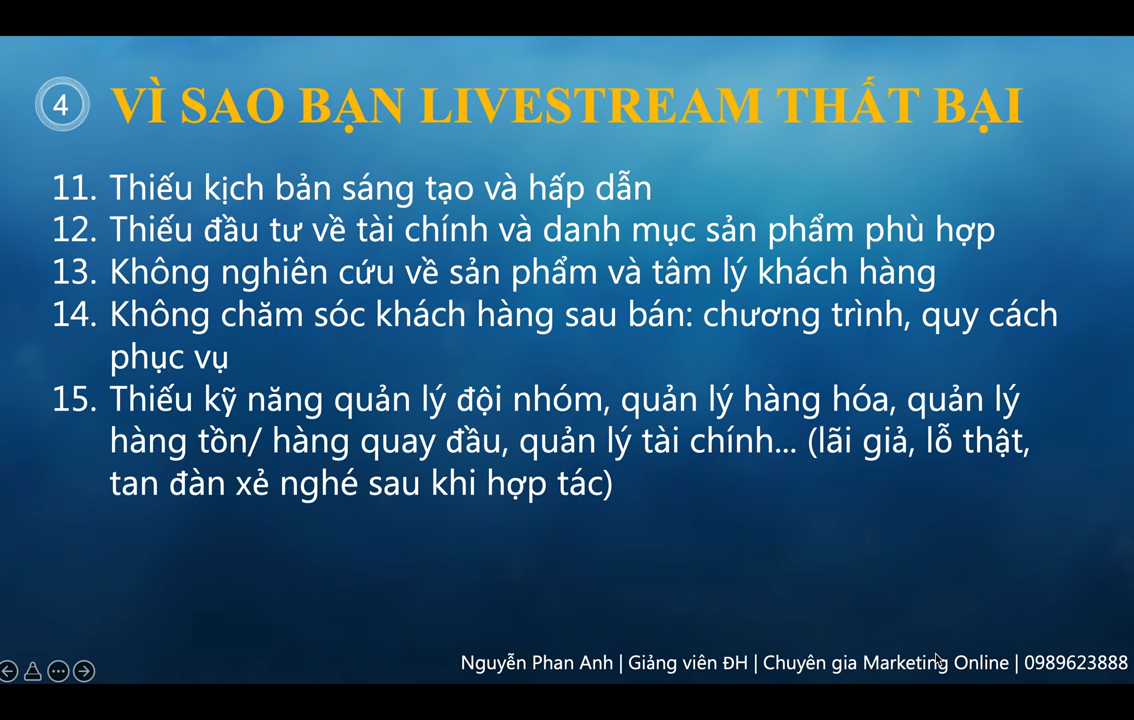 4
VÌ SAO BẠN LIVESTREAM THẤT BẠI
11. Thiếu kịch bản sáng tạo và hấp dẫn
12. Thiếu đầu tư về tài chính và danh mục sản phẩm phù hợp
13. Không nghiên cứu về sản phẩm và tâm lý khách hàng
14. Không chăm sóc khách hàng sau bán: chương trình, quy cách
phục vụ
15. Thiếu kỹ năng quản lý đội nhóm, quản lý hàng hóa, quản lý
hàng tồn/ hàng quay đầu, quản lý tài chính... (lãi giả, lỗ thật,
tan đàn xẻ nghé sau khi hợp tác)
Nguyễn Phan Anh | Giảng viên ĐH | Chuyên gia Marketing Online | 0989623888